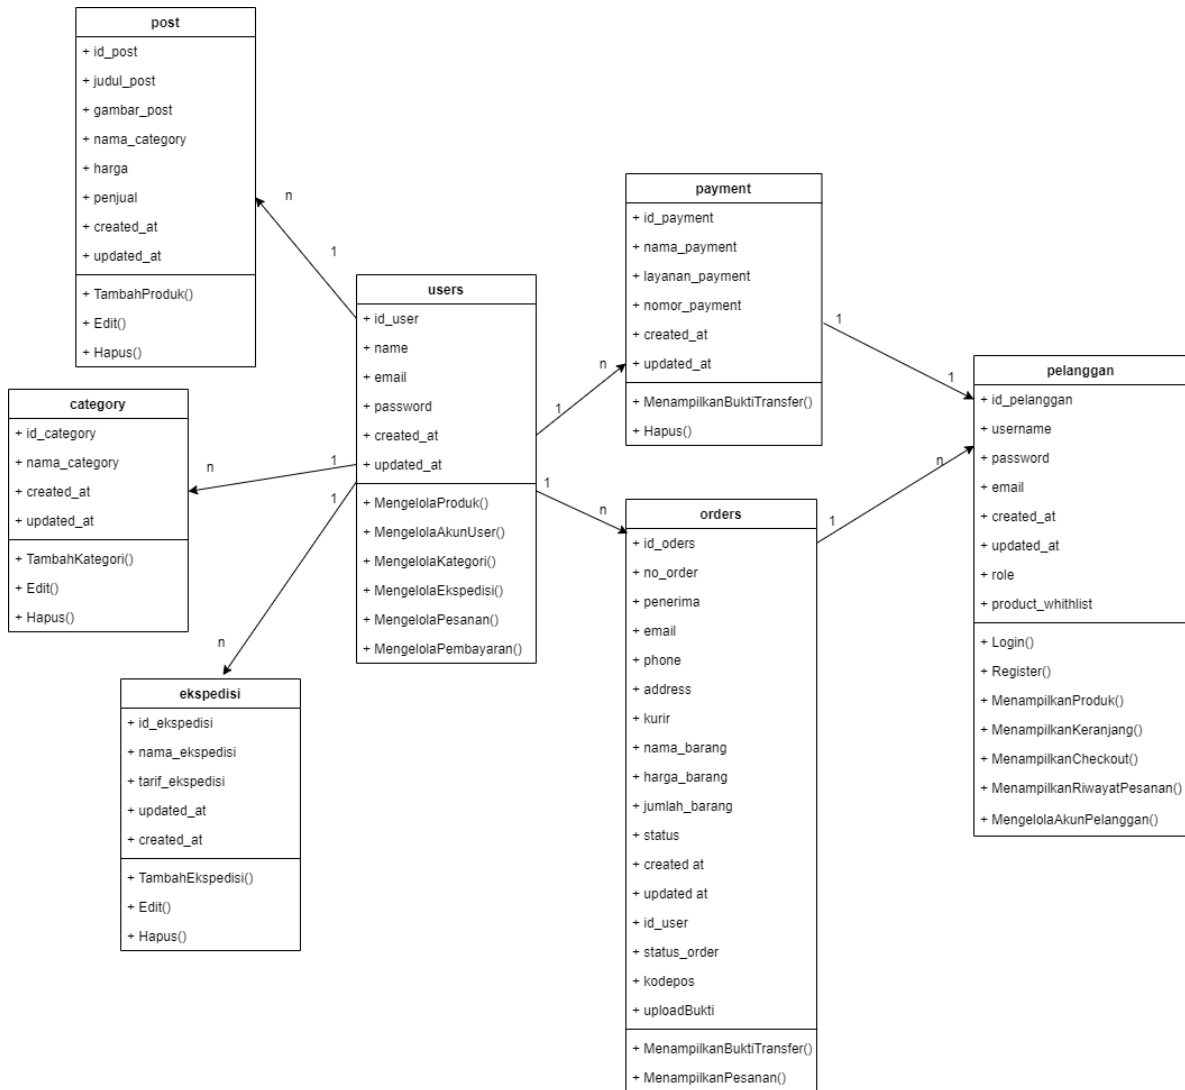 post
+ id_post
+ judul_post
+ gambar_post
+ nama_category
+ harga
+ penjual
+ created_at
+ updated_at
+ TambahProduk()
+ Edit()
+ Hapus()
n
1
category
+ id_category
+ nama_category
+ created_at
+ updated_at
+ TambahKategori()
+ Edit()
+ Hapus()
n
1
1
n
ekspedisi
+ id_ekspedisi
+ nama_ekspedisi
+ tarif_ekspedisi
+ updated_at
+ created_at
+ TambahEkspedisi()
+ Edit()
+ Hapus()
users
+ id_user
+ name
+ email
+ password
+ created_at
+ updated_at
+ MengelolaProduk()
+ MengelolaAkunUser()
+ MengelolaKategori()
+ MengelolaEkspedisi()
+ MengelolaPesanan()
+ MengelolaPembayaran()
1
n
1
n
payment
+ id_payment
+ nama_payment
+ layanan_payment
+ nomor_payment
+ created_at
+ updated_at
+ MenampilkanBuktiTransfer()
+ Hapus()
orders
+ id_oders
+ no_order
+ penerima
+ email
+ phone
+ address
+ kurir
+ nama_barang
+ harga_barang
+ jumlah_barang
+ status
+ created at
+ updated at
+ id_user
+ status_order
+ kodepos
+ uploadBukti
+ MenampilkanBuktiTransfer()
+ MenampilkanPesanan()
1
1
n
1
pelanggan
+ id_pelanggan
+ username
+ password
+ email
+ created_at
+ updated_at
+ role
+ product_whithlist
+ Login()
+ Register()
+ MenampilkanProduk()
+ MenampilkanKeranjang()
+ MenampilkanCheckout()
+ MenampilkanRiwayatPesanan()
+ MengelolaAkunPelanggan()